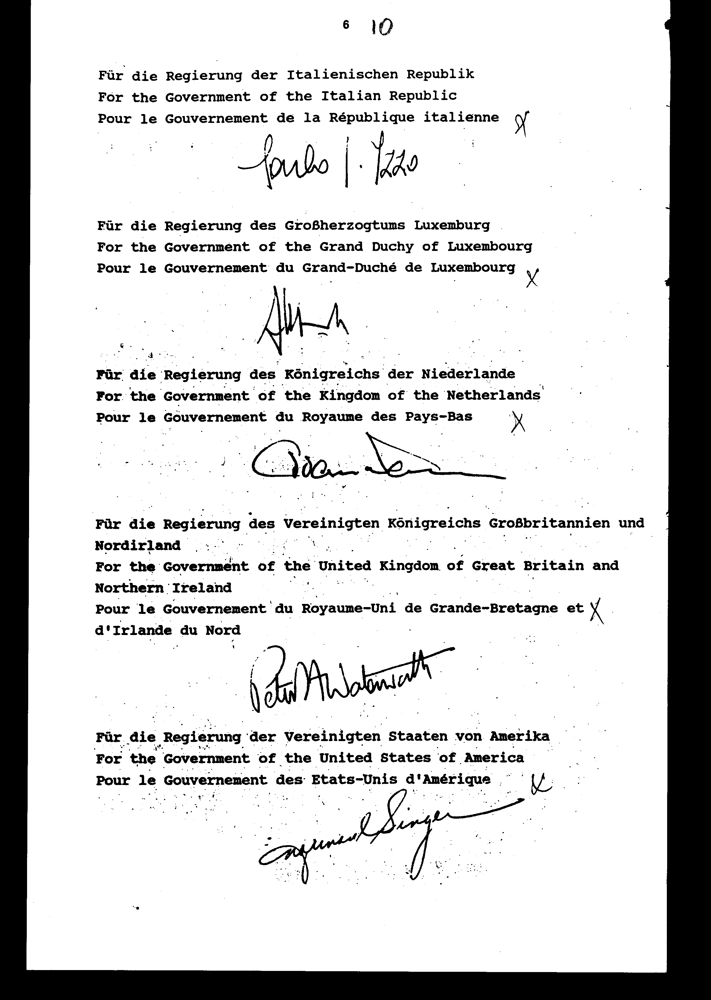 6 10
Für die Regierung der Italienischen Republik
For the Government of the Italian Republic
Pour le Gouvernement de la République italienne X
I. Izzo
Für die Regierung des Großherzogtums Luxemburg
For the Government of the Grand Duchy of Luxembourg
Pour le Gouvernement du Grand-Duché de Luxembourg X
Für die Regierung des Königreichs der Niederlande
For the Government of the Kingdom of the Netherlands
Pour le Gouvernement du Royaume des Pays-Bas X
Für die Regierung des Vereinigten Königreichs Großbritannien und
Nordirland
For the Government of the United Kingdom of Great Britain and
Northern Ireland
Pour le Gouvernement du Royaume-Uni de Grande-Bretagne et X
d'Irlande du Nord
Peter A Waterworth
Für die Regierung der Vereinigten Staaten von Amerika
For the Government of the United States of America
Pour le Gouvernement des Etats-Unis d'Amérique X
Singer